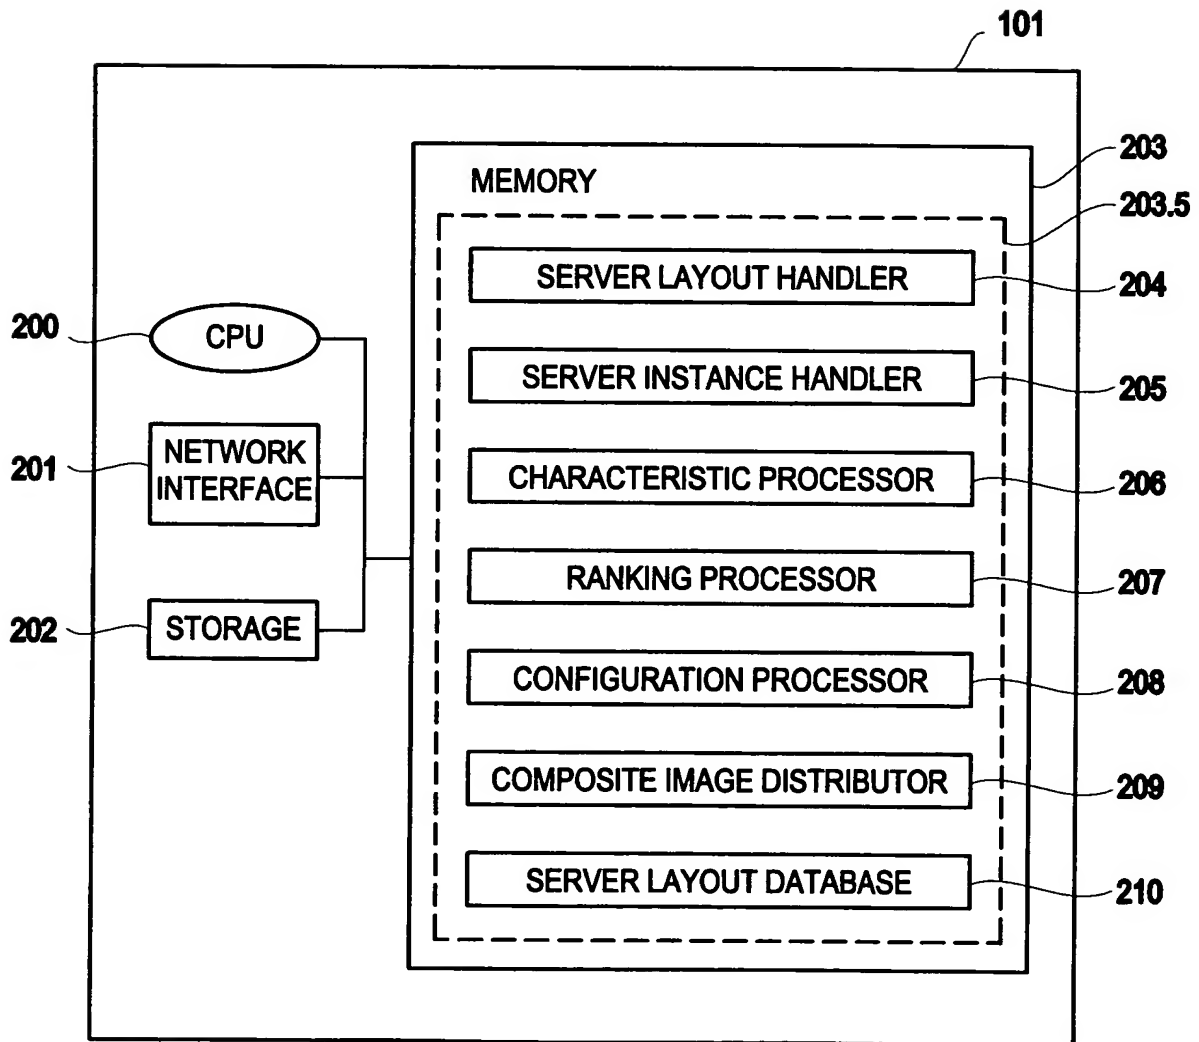 101
203
MEMORY
203.5
SERVER LAYOUT HANDLER
204
200
CPU
SERVER INSTANCE HANDLER
205
201
NETWORK
INTERFACE
CHARACTERISTIC PROCESSOR
206
RANKING PROCESSOR
207
202
STORAGE
CONFIGURATION PROCESSOR
208
COMPOSITE IMAGE DISTRIBUTOR
209
SERVER LAYOUT DATABASE
210